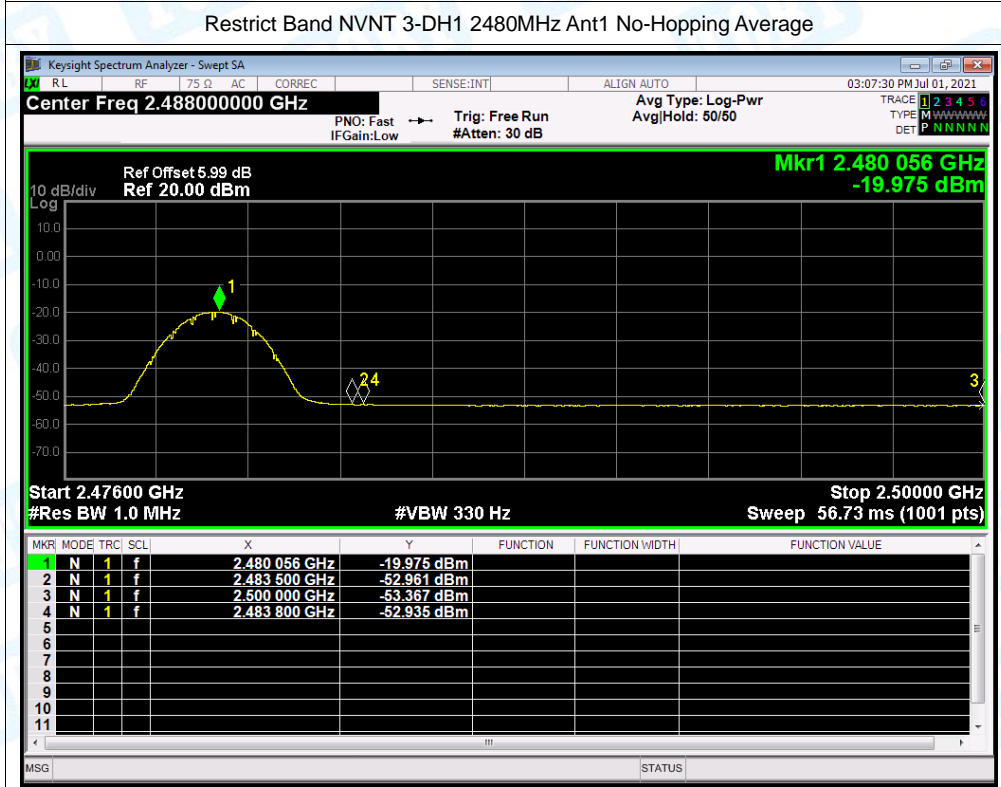 Restrict Band NVNT 3-DH1 2480MHz Ant1 No-Hopping Average
Keysight Spectrum Analyzer - Swept SA
LXI RL RF 75 Ω AC CORREC SENSE:INT ALIGN AUTO 03:07:30 PM Jul 01, 2021
Center Freq 2.488000000 GHz
PNO: Fast
IFGain:Low
Trig: Free Run
#Atten: 30 dB
Avg Type: Log-Pwr
Avg|Hold: 50/50
TRACE 1 2 3 4 5 6
TYPE M W W W W W
DET P N N N N N
Mkr1 2.480 056 GHz
-19.975 dBm
Ref Offset 5.99 dB
10 dB/div Ref 20.00 dBm
Log
10.0
0.00
-10.0
1
-20.0
-30.0
-40.0
2 4 3
-50.0
-60.0
-70.0
Start 2.47600 GHz Stop 2.50000 GHz
#Res BW 1.0 MHz #VBW 330 Hz Sweep 56.73 ms (1001 pts)
MKR MODE TRC SCL X Y FUNCTION FUNCTION WIDTH FUNCTION VALUE
1 N 1 f 2.480 056 GHz -19.975 dBm
2 N 1 f 2.483 500 GHz -52.961 dBm
3 N 1 f 2.500 000 GHz -53.367 dBm
4 N 1 f 2.483 800 GHz -52.935 dBm
5
6
7
8
9
10
11
MSG STATUS